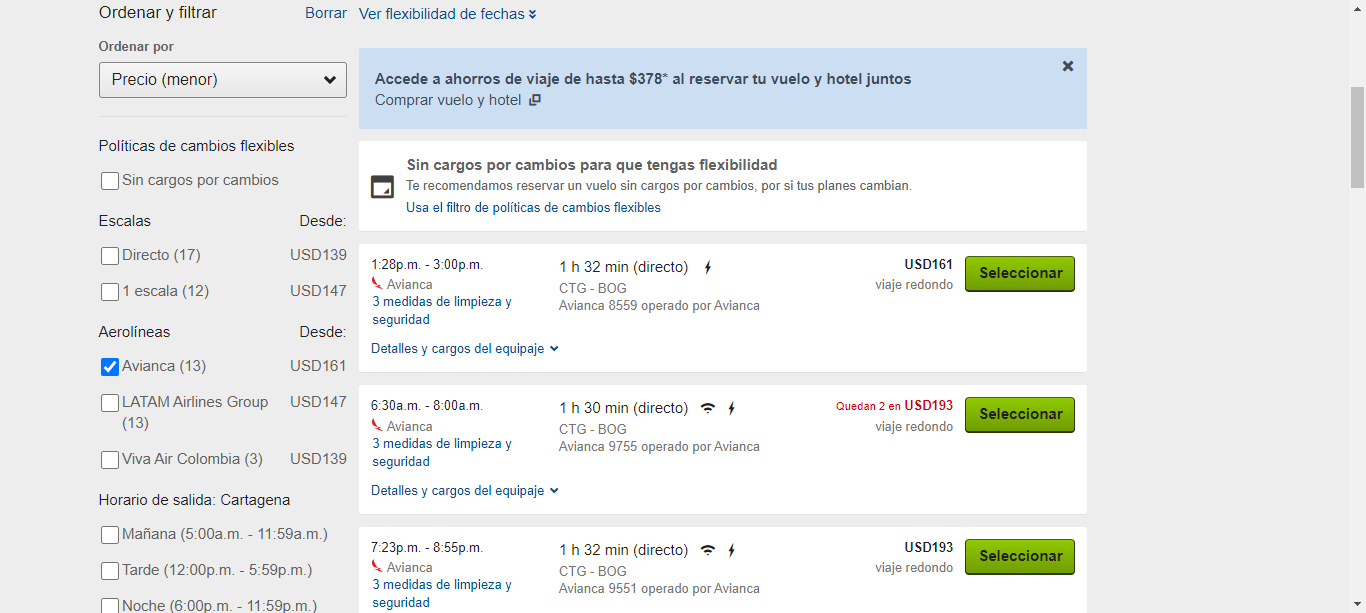 Ordenar y filtrar
Borrar
Ordenar por
Precio (menor)
Políticas de cambios flexibles
Sin cargos por cambios
Escalas Desde:
Directo (17) USD139
1 escala (12) USD147
Aerolíneas Desde:
Avianca (13) USD161
LATAM Airlines Group USD147
(13)
Viva Air Colombia (3) USD139
Horario de salida: Cartagena
Mañana (5:00a.m. - 11:59a.m.)
Tarde (12:00p.m. - 5:59p.m.)
Noche (6:00p.m. - 11:59p.m.)
Ver flexibilidad de fechas
Accede a ahorros de viaje de hasta $378* al reservar tu vuelo y hotel juntos
Comprar vuelo y hotel
Sin cargos por cambios para que tengas flexibilidad
Te recomendamos reservar un vuelo sin cargos por cambios, por si tus planes cambian.
Usa el filtro de políticas de cambios flexibles
1:28p.m. - 3:00p.m.
Avianca
3 medidas de limpieza y
seguridad
1 h 32 min (directo)
CTG - BOG
Avianca 8559 operado por Avianca
USD161
viaje redondo
Seleccionar
Detalles y cargos del equipaje
6:30a.m. - 8:00a.m.
Avianca
3 medidas de limpieza y
seguridad
1 h 30 min (directo)
CTG - BOG
Avianca 9755 operado por Avianca
Quedan 2 en USD193
viaje redondo
Seleccionar
Detalles y cargos del equipaje
7:23p.m. - 8:55p.m.
Avianca
3 medidas de limpieza y
seguridad
1 h 32 min (directo)
CTG - BOG
Avianca 9551 operado por Avianca
USD193
viaje redondo
Seleccionar